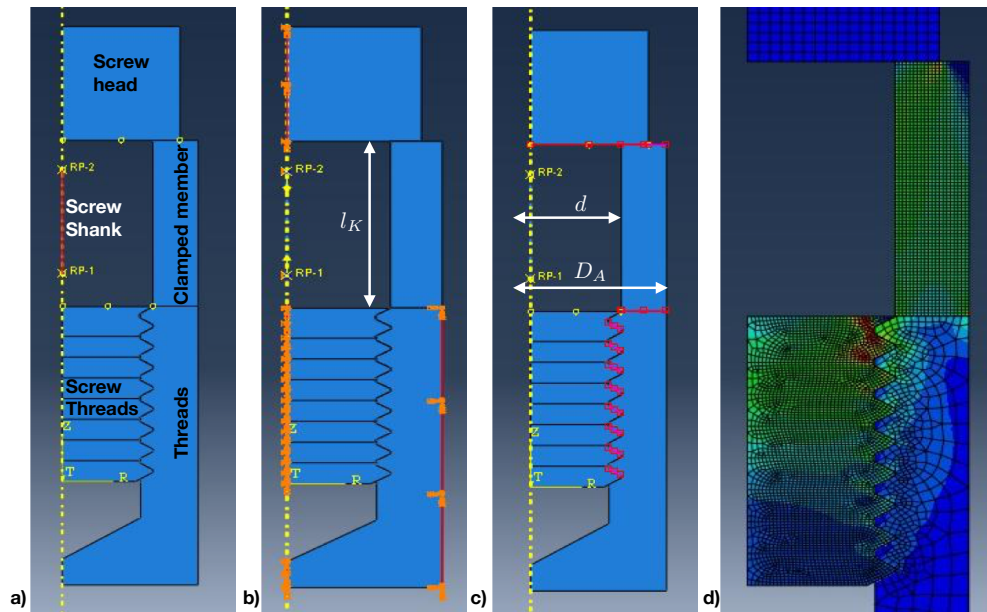 Screw
head
RP-2
Screw
Shank
RP-1
Clamped member
Screw
Threads
Threads
Z
T
R
a)
RP-2
l_K
RP-1
Z
T
R
b)
RP-2
d
D_A
RP-1
Z
T
R
c)
d)